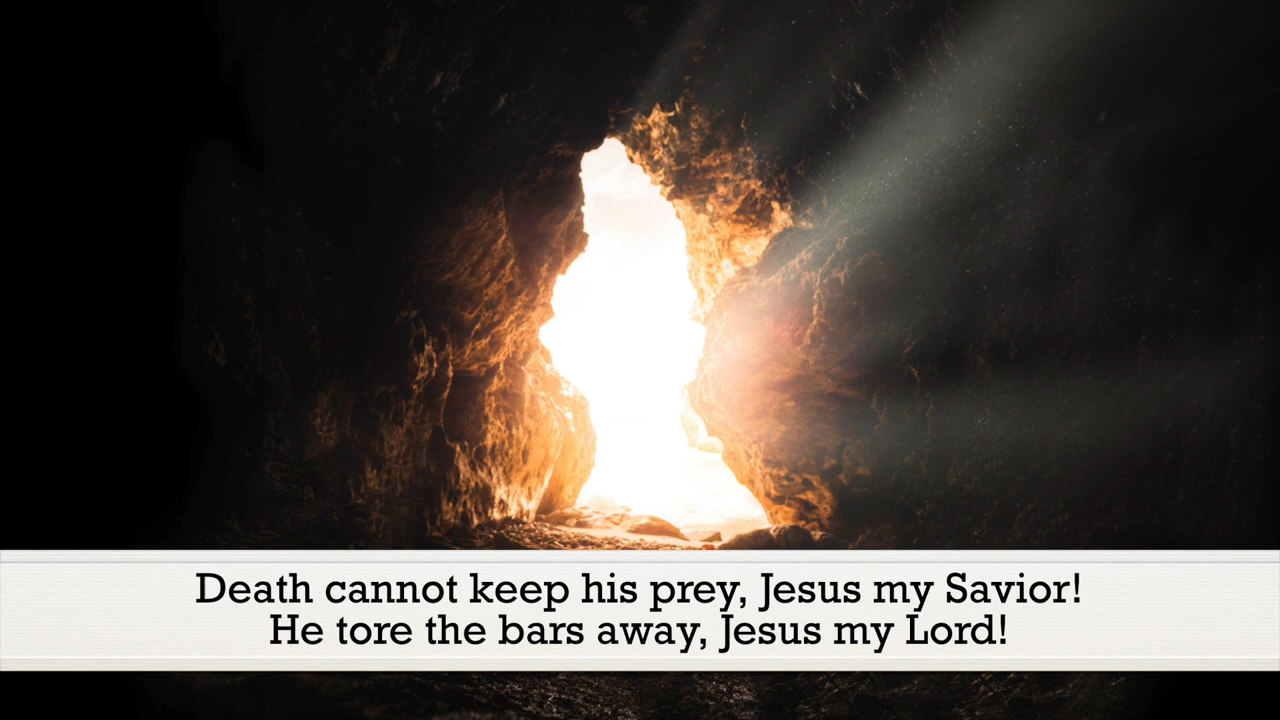 Death cannot keep his prey, Jesus my Savior!
He tore the bars away, Jesus my Lord!